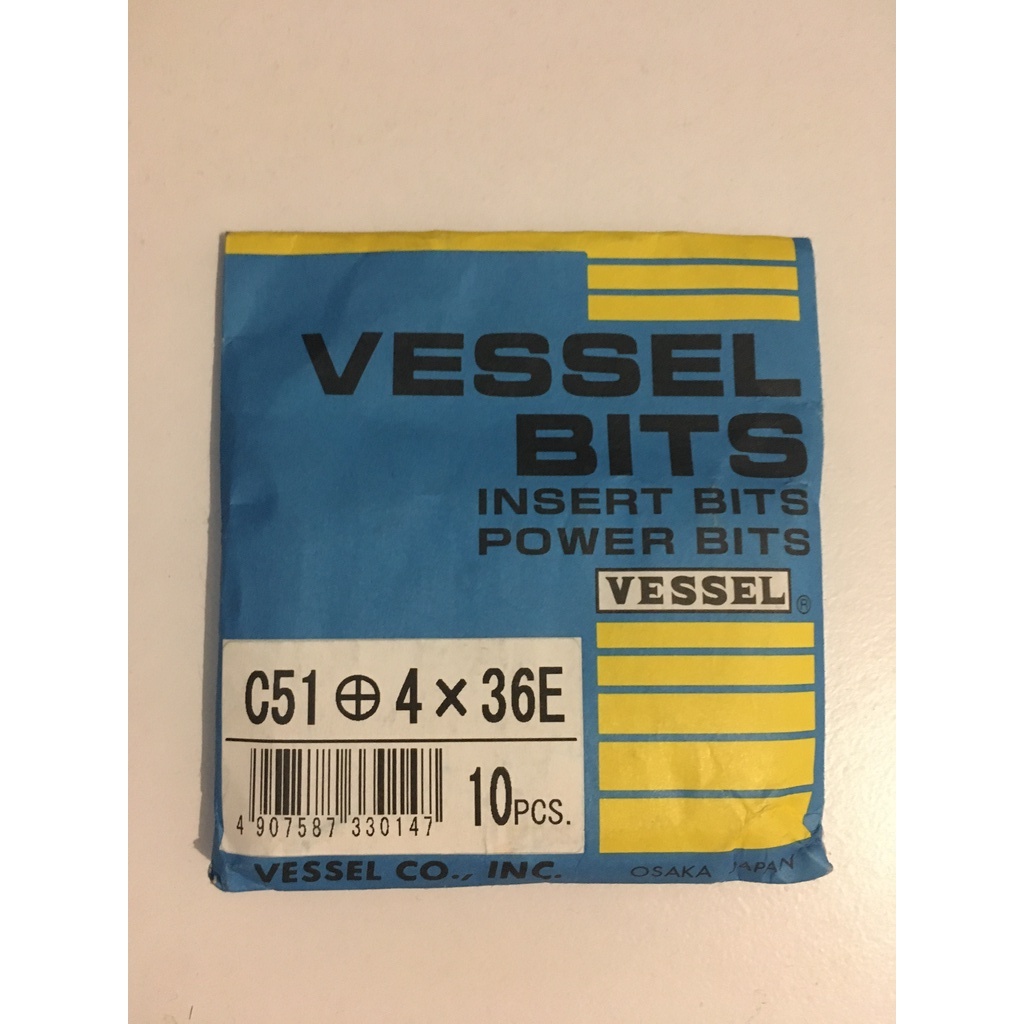 VESSEL
BITS
INSERT BITS
POWER BITS
VESSEL ®
C51 ⊕ 4 × 36E
4 907587 330147
10PCS.
VESSEL CO., INC.
OSAKA JAPAN